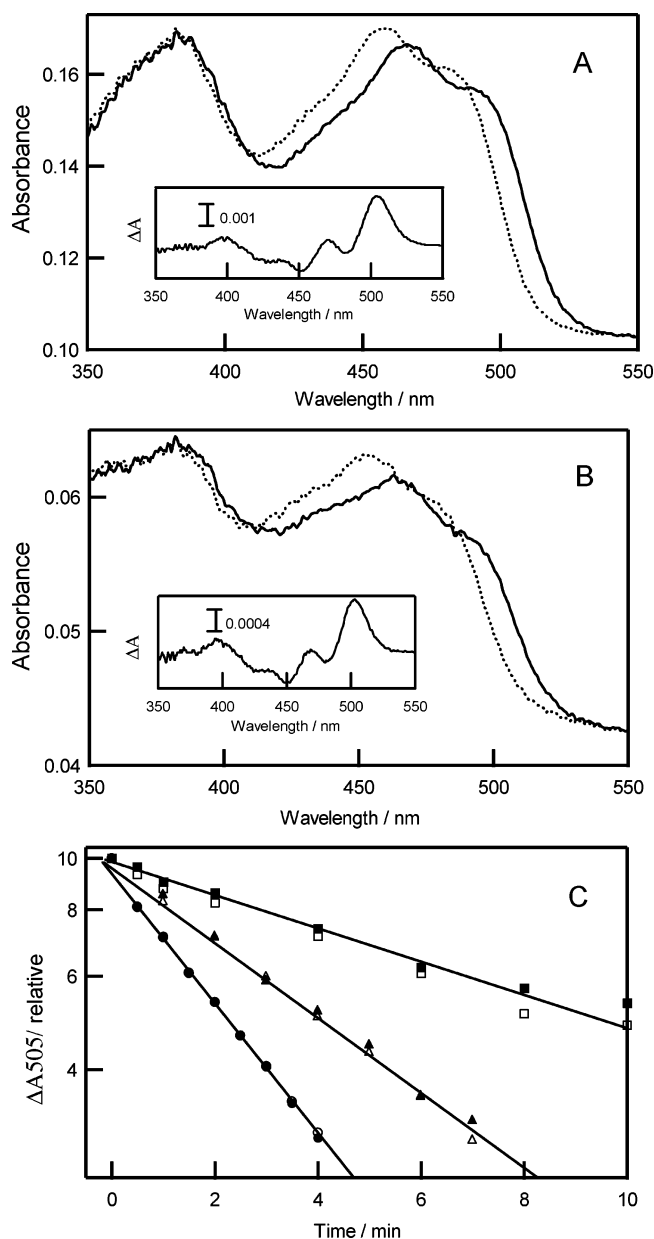 A
0.16
0.14
0.12
0.10
Absorbance
ΔA
0.001
350 400 450 500 550
Wavelength / nm
350 400 450 500 550
Wavelength / nm
B
0.06
0.05
0.04
Absorbance
ΔA
0.0004
350 400 450 500 550
Wavelength / nm
350 400 450 500 550
Wavelength / nm
C
10
8
6
4
ΔA505/ relative
0 2 4 6 8 10
Time / min